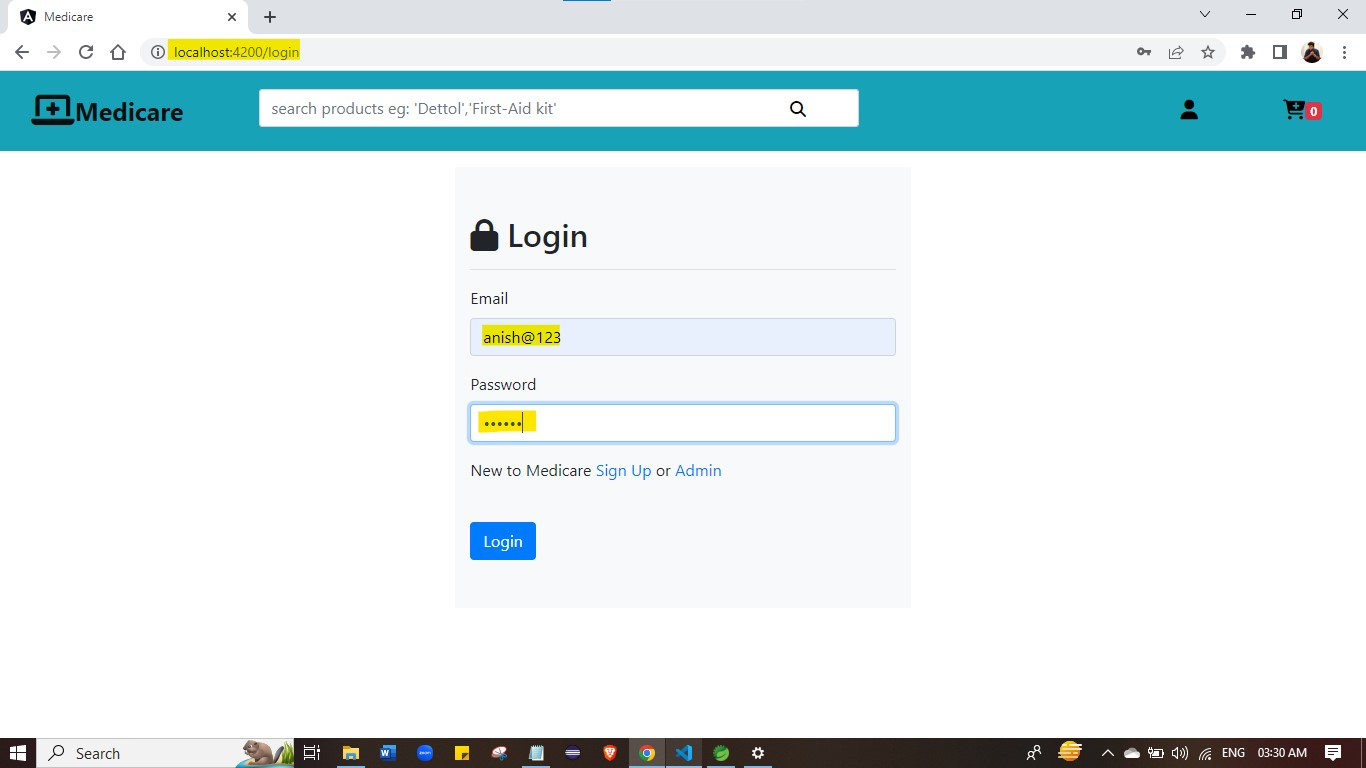 Medicare
localhost:4200/login
Medicare
search products eg: 'Dettol','First-Aid kit'
0
Login
Email
anish@123
Password
••••••
New to Medicare Sign Up or Admin
Login
Search
ENG
03:30 AM